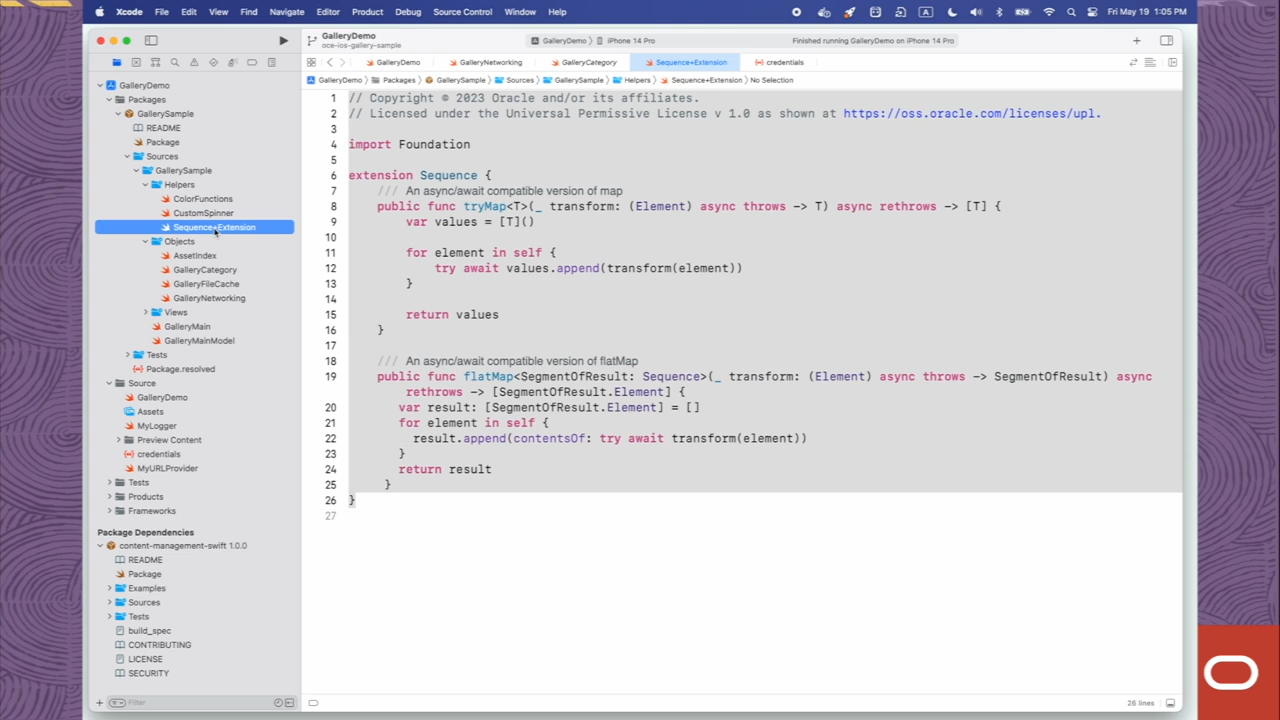 Xcode File Edit View Find Navigate Editor Product Debug Source Control Window Help
A
Fri May 19 1:05 PM
GalleryDemo
oce-ios-gallery-sample
GalleryDemo
iPhone 14 Pro
Finished running GalleryDemo on iPhone 14 Pro
GalleryDemo
GalleryNetworking
GalleryCategory
Sequence+Extension
credentials
GalleryDemo
Packages
GallerySample
Sources
GallerySample
Helpers
Sequence+Extension
No Selection
GalleryDemo
Packages
GallerySample
README
Package
Sources
GallerySample
Helpers
ColorFunctions
CustomSpinner
Sequence+Extension
Objects
AssetIndex
GalleryCategory
GalleryFileCache
GalleryNetworking
Views
GalleryMain
GalleryMainModel
Tests
Package.resolved
Source
GalleryDemo
Assets
MyLogger
Preview Content
credentials
MyURLProvider
Tests
Products
Frameworks
Package Dependencies
content-management-swift 1.0.0
README
Package
Examples
Sources
Tests
build_spec
CONTRIBUTING
LICENSE
SECURITY
Filter
1 // Copyright © 2023 Oracle and/or its affiliates.
2 // Licensed under the Universal Permissive License v 1.0 as shown at https://oss.oracle.com/licenses/upl.
3
4 import Foundation
5
6 extension Sequence {
7 /// An async/await compatible version of map
8 public func tryMap<T>(_ transform: (Element) async throws -> T) async rethrows -> [T] {
9 var values = [T]()
10
11 for element in self {
12 try await values.append(transform(element))
13 }
14
15 return values
16 }
17
18 /// An async/await compatible version of flatMap
19 public func flatMap<SegmentOfResult: Sequence>(_ transform: (Element) async throws -> SegmentOfResult) async
rethrows -> [SegmentOfResult.Element] {
20 var result: [SegmentOfResult.Element] = []
21 for element in self {
22 result.append(contentsOf: try await transform(element))
23 }
24 return result
25 }
26 }
27
26 lines